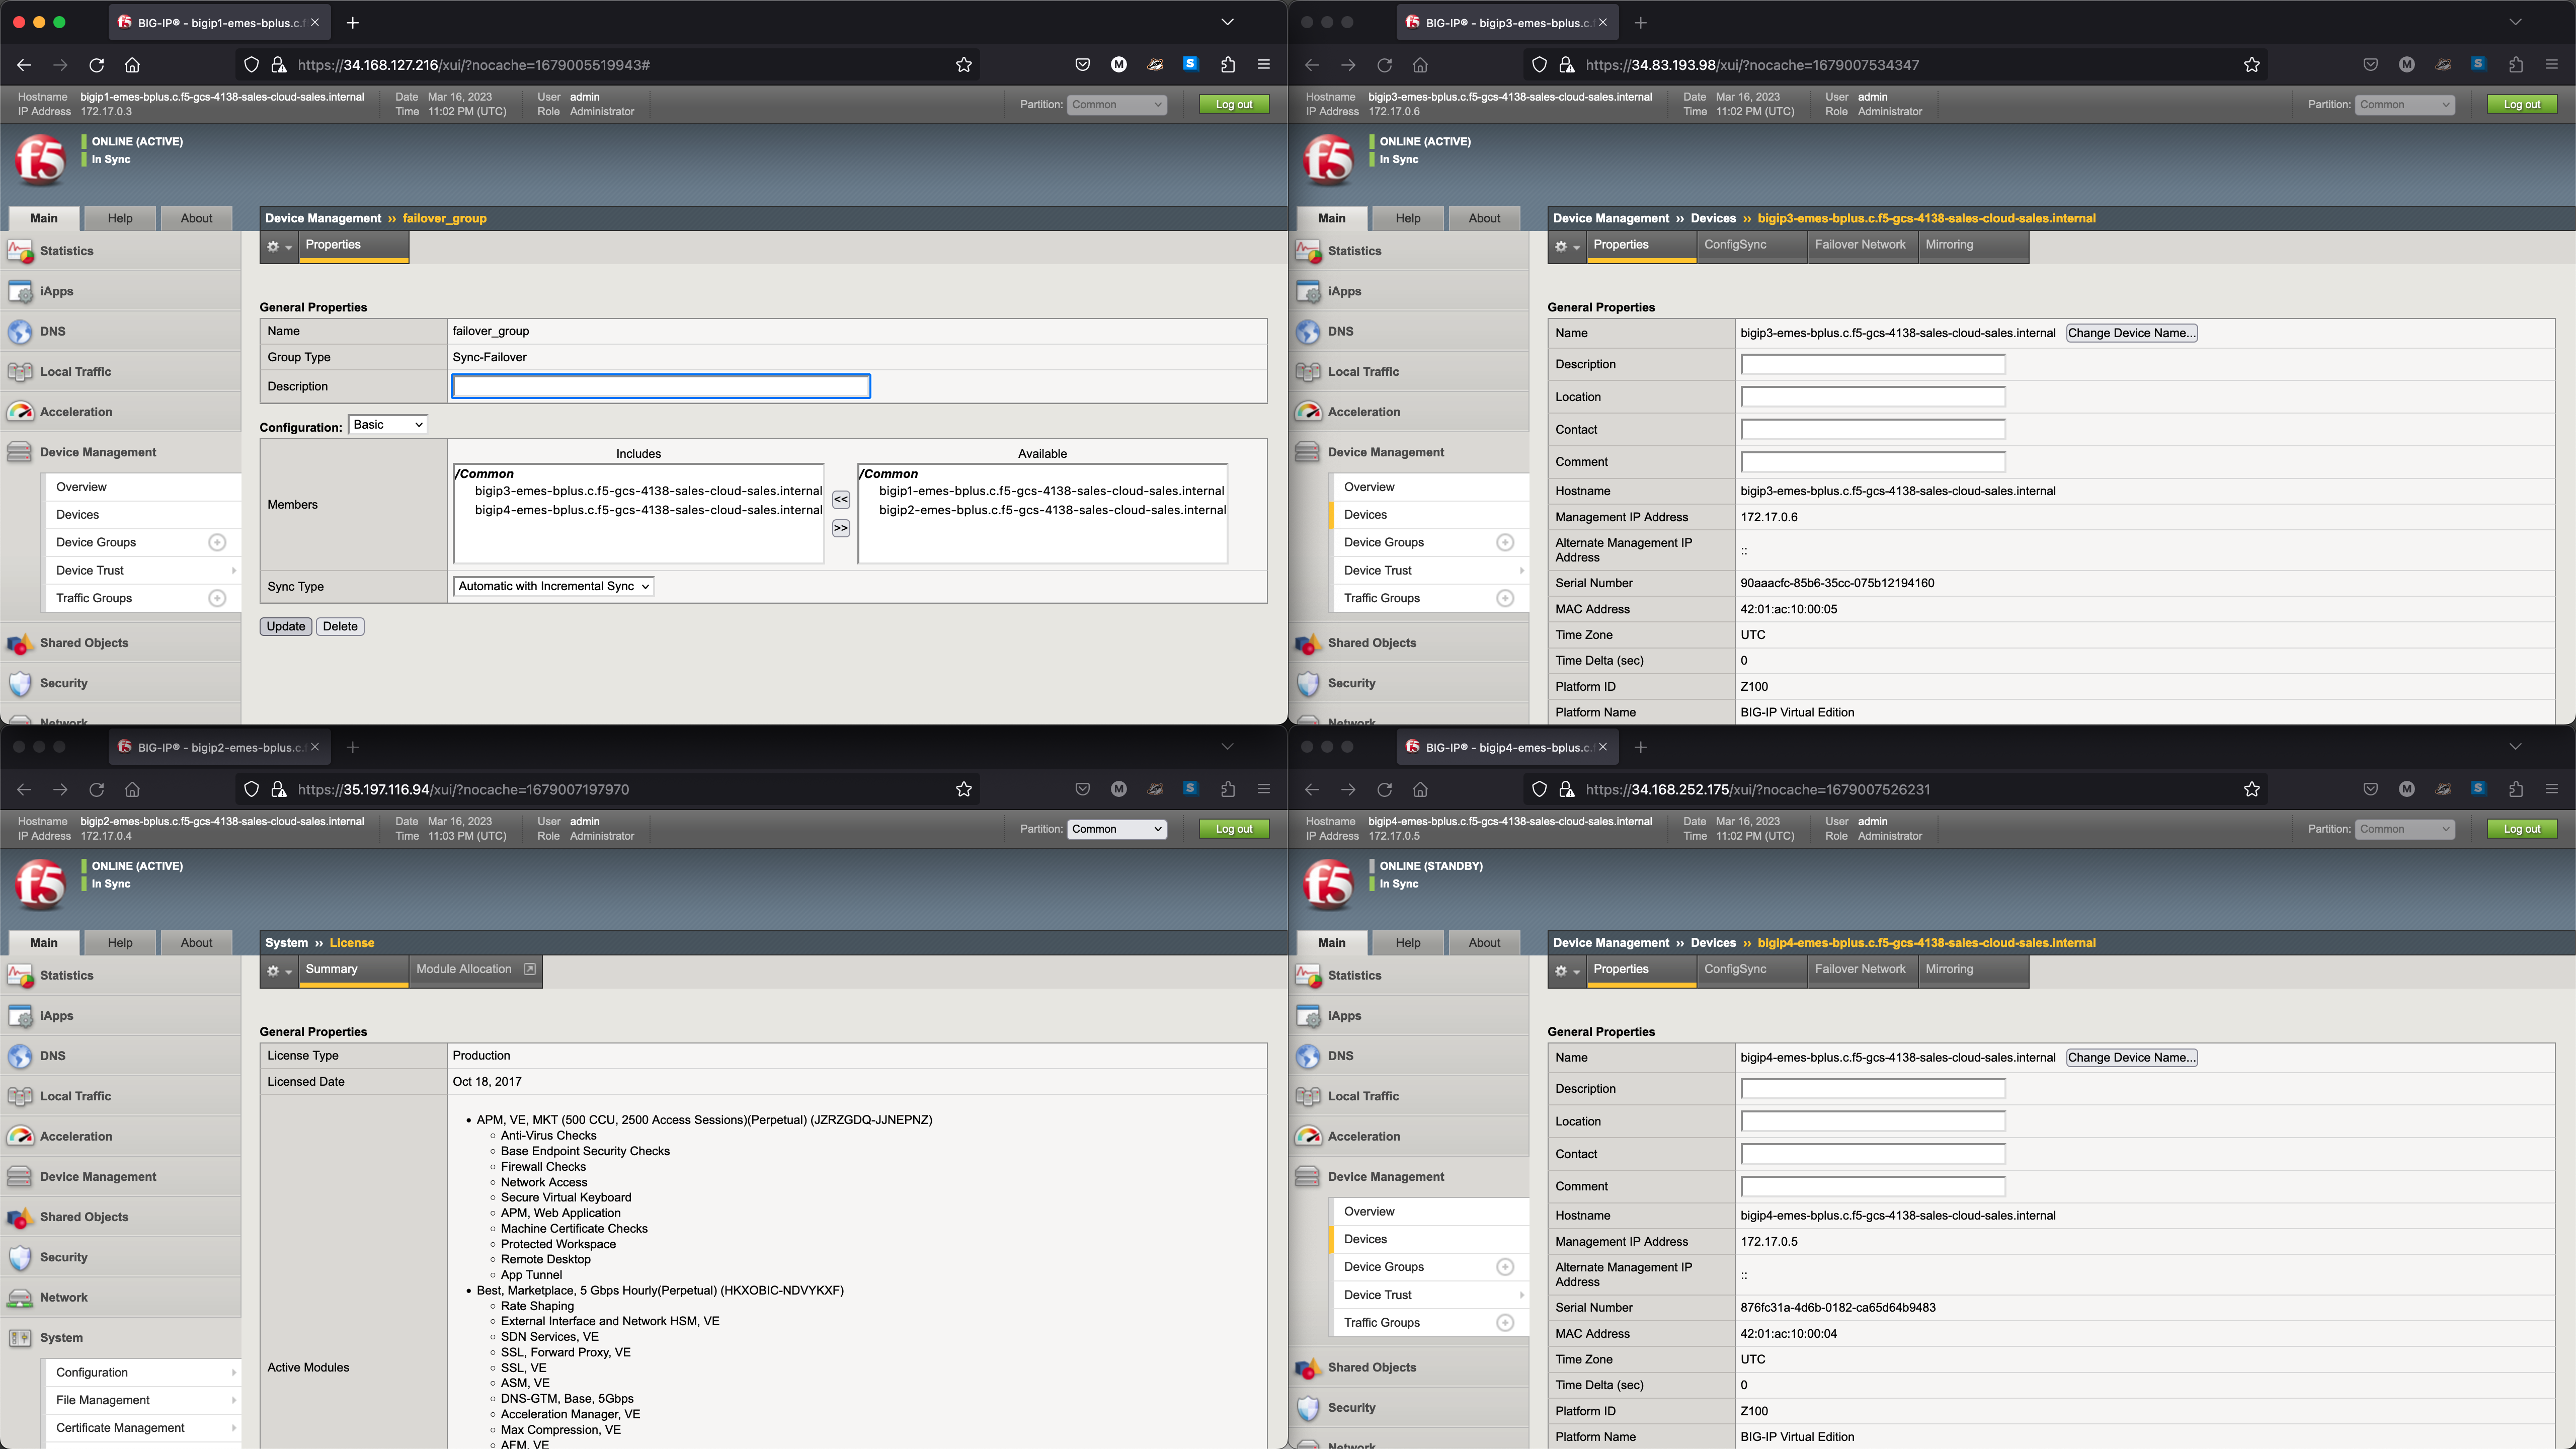 BIG-IP® - bigip1-emes-bplus.c.f
https://34.168.127.216/xui/?nocache=1679005519943#
Hostname bigip1-emes-bplus.c.f5-gcs-4138-sales-cloud-sales.internal Date Mar 16, 2023 User admin
IP Address 172.17.0.3 Time 11:02 PM (UTC) Role Administrator
Partition: Common Log out
ONLINE (ACTIVE)
In Sync
f5
Main Help About
Device Management ›› failover_group
Properties
Statistics
iApps
DNS
Local Traffic
Acceleration
Device Management
Overview
Devices
Device Groups
Device Trust
Traffic Groups
Shared Objects
Security
Network
General Properties
Name failover_group
Group Type Sync-Failover
Description
Configuration: Basic
Members
Includes Available
/Common /Common
bigip3-emes-bplus.c.f5-gcs-4138-sales-cloud-sales.internal << bigip1-emes-bplus.c.f5-gcs-4138-sales-cloud-sales.internal
bigip4-emes-bplus.c.f5-gcs-4138-sales-cloud-sales.internal >> bigip2-emes-bplus.c.f5-gcs-4138-sales-cloud-sales.internal
Sync Type Automatic with Incremental Sync
Update Delete
BIG-IP® - bigip3-emes-bplus.c.f
https://34.83.193.98/xui/?nocache=1679007534347
Hostname bigip3-emes-bplus.c.f5-gcs-4138-sales-cloud-sales.internal Date Mar 16, 2023 User admin
IP Address 172.17.0.6 Time 11:02 PM (UTC) Role Administrator
Partition: Common Log out
ONLINE (ACTIVE)
In Sync
f5
Main Help About
Device Management ›› Devices ›› bigip3-emes-bplus.c.f5-gcs-4138-sales-cloud-sales.internal
Properties ConfigSync Failover Network Mirroring
Statistics
iApps
DNS
Local Traffic
Acceleration
Device Management
Overview
Devices
Device Groups
Device Trust
Traffic Groups
Shared Objects
Security
Network
General Properties
Name bigip3-emes-bplus.c.f5-gcs-4138-sales-cloud-sales.internal Change Device Name...
Description
Location
Contact
Comment
Hostname bigip3-emes-bplus.c.f5-gcs-4138-sales-cloud-sales.internal
Management IP Address 172.17.0.6
Alternate Management IP
Address ::
Serial Number 90aaacfc-85b6-35cc-075b12194160
MAC Address 42:01:ac:10:00:05
Time Zone UTC
Time Delta (sec) 0
Platform ID Z100
Platform Name BIG-IP Virtual Edition
BIG-IP® - bigip2-emes-bplus.c.f
https://35.197.116.94/xui/?nocache=1679007197970
Hostname bigip2-emes-bplus.c.f5-gcs-4138-sales-cloud-sales.internal Date Mar 16, 2023 User admin
IP Address 172.17.0.4 Time 11:03 PM (UTC) Role Administrator
Partition: Common Log out
ONLINE (ACTIVE)
In Sync
f5
Main Help About
System ›› License
Summary Module Allocation
Statistics
iApps
DNS
Local Traffic
Acceleration
Device Management
Shared Objects
Security
Network
System
Configuration
File Management
Certificate Management
General Properties
License Type Production
Licensed Date Oct 18, 2017
Active Modules
• APM, VE, MKT (500 CCU, 2500 Access Sessions)(Perpetual) (JZRZGDQ-JJNEPNZ)
Anti-Virus Checks
Base Endpoint Security Checks
Firewall Checks
Network Access
Secure Virtual Keyboard
APM, Web Application
Machine Certificate Checks
Protected Workspace
Remote Desktop
App Tunnel
• Best, Marketplace, 5 Gbps Hourly(Perpetual) (HKXOBIC-NDVYKXF)
Rate Shaping
External Interface and Network HSM, VE
SDN Services, VE
SSL, Forward Proxy, VE
SSL, VE
ASM, VE
DNS-GTM, Base, 5Gbps
Acceleration Manager, VE
Max Compression, VE
AFM, VE
BIG-IP® - bigip4-emes-bplus.c.f
https://34.168.252.175/xui/?nocache=1679007526231
Hostname bigip4-emes-bplus.c.f5-gcs-4138-sales-cloud-sales.internal Date Mar 16, 2023 User admin
IP Address 172.17.0.5 Time 11:02 PM (UTC) Role Administrator
Partition: Common Log out
ONLINE (STANDBY)
In Sync
f5
Main Help About
Device Management ›› Devices ›› bigip4-emes-bplus.c.f5-gcs-4138-sales-cloud-sales.internal
Properties ConfigSync Failover Network Mirroring
Statistics
iApps
DNS
Local Traffic
Acceleration
Device Management
Overview
Devices
Device Groups
Device Trust
Traffic Groups
Shared Objects
Security
Network
General Properties
Name bigip4-emes-bplus.c.f5-gcs-4138-sales-cloud-sales.internal Change Device Name...
Description
Location
Contact
Comment
Hostname bigip4-emes-bplus.c.f5-gcs-4138-sales-cloud-sales.internal
Management IP Address 172.17.0.5
Alternate Management IP
Address ::
Serial Number 876fc31a-4d6b-0182-ca65d64b9483
MAC Address 42:01:ac:10:00:04
Time Zone UTC
Time Delta (sec) 0
Platform ID Z100
Platform Name BIG-IP Virtual Edition